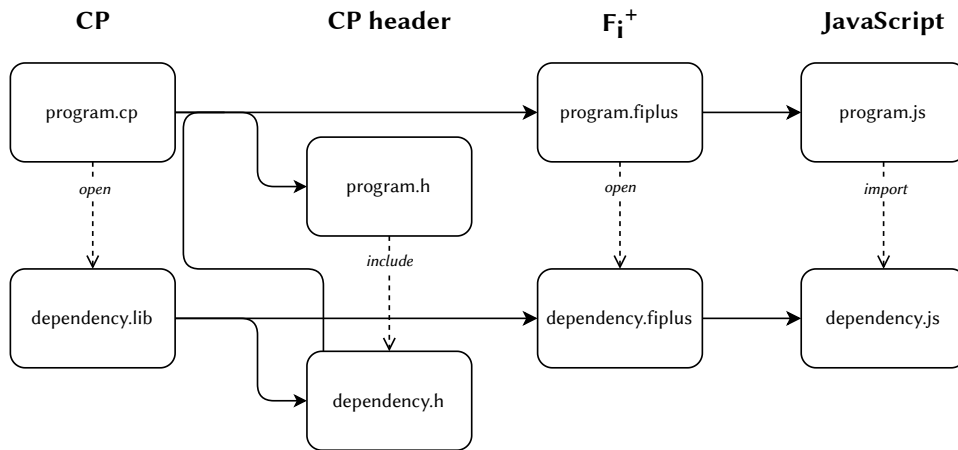 CP
CP header
F_i^+
JavaScript
program.cp
program.fiplus
program.js
program.h
open
open
import
include
dependency.lib
dependency.fiplus
dependency.js
dependency.h